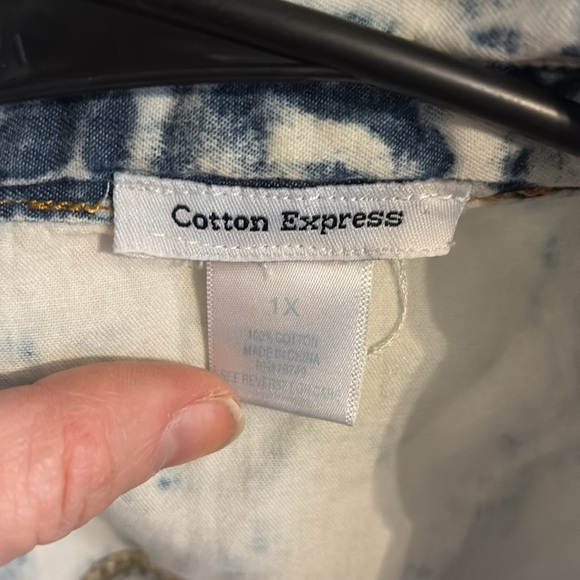 Cotton Express
1X
100% COTTON
MADE IN CHINA
SEE REVERSE FOR CARE